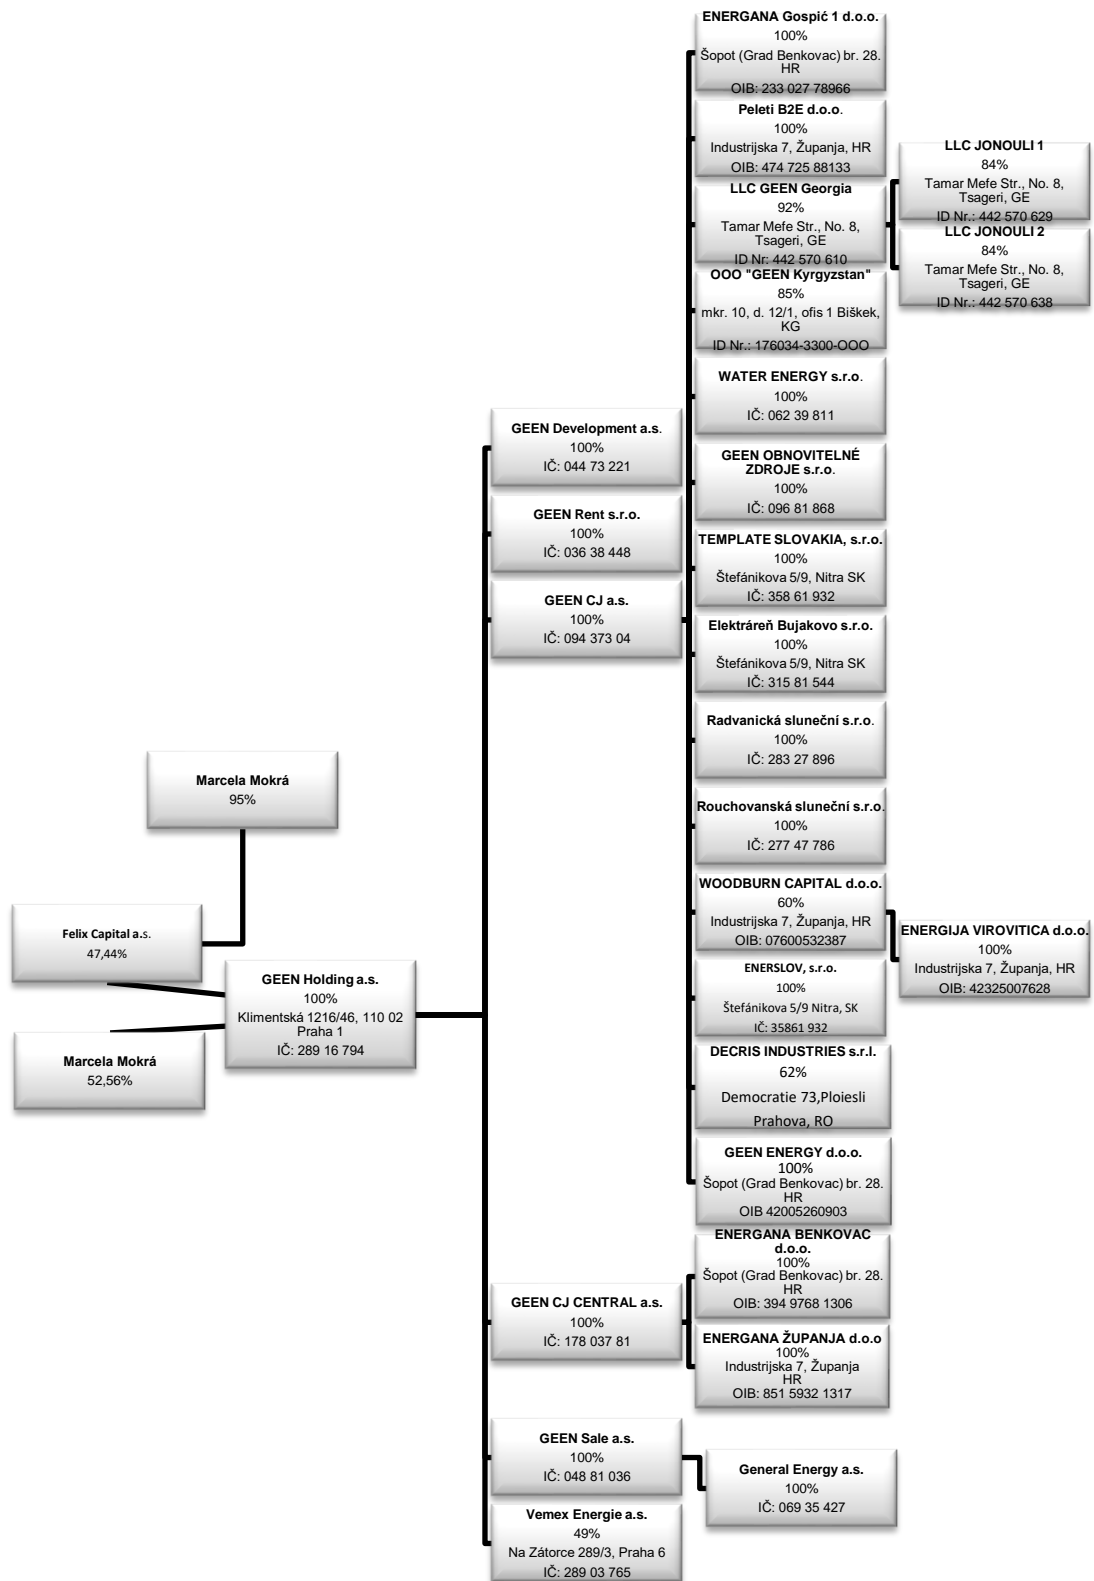 Marcela Mokrá
95%
Felix Capital a.s.
47,44%
Marcela Mokrá
52,56%
GEEN Holding a.s.
100%
Klimentská 1216/46, 110 02
Praha 1
IČ: 289 16 794
GEEN Development a.s.
100%
IČ: 044 73 221
GEEN Rent s.r.o.
100%
IČ: 036 38 448
GEEN CJ a.s.
100%
IČ: 094 373 04
GEEN CJ CENTRAL a.s.
100%
IČ: 178 037 81
GEEN Sale a.s.
100%
IČ: 048 81 036
Vemex Energie a.s.
49%
Na Zátorce 289/3, Praha 6
IČ: 289 03 765
ENERGANA Gospić 1 d.o.o.
100%
Šopot (Grad Benkovac) br. 28.
HR
OIB: 233 027 78966
Peleti B2E d.o.o.
100%
Industrijska 7, Županja, HR
OIB: 474 725 88133
LLC GEEN Georgia
92%
Tamar Mefe Str., No. 8,
Tsageri, GE
ID Nr: 442 570 610
OOO "GEEN Kyrgyzstan"
85%
mkr. 10, d. 12/1, ofis 1 Biškek,
KG
ID Nr.: 176034-3300-OOO
WATER ENERGY s.r.o.
100%
IČ: 062 39 811
GEEN OBNOVITELNÉ
ZDROJE s.r.o.
100%
IČ: 096 81 868
TEMPLATE SLOVAKIA, s.r.o.
100%
Štefánikova 5/9, Nitra SK
IČ: 358 61 932
Elektráreň Bujakovo s.r.o.
100%
Štefánikova 5/9, Nitra SK
IČ: 315 81 544
Radvanická sluneční s.r.o.
100%
IČ: 283 27 896
Rouchovanská sluneční s.r.o.
100%
IČ: 277 47 786
WOODBURN CAPITAL d.o.o.
60%
Industrijska 7, Županja, HR
OIB: 07600532387
ENERSLOV, s.r.o.
100%
Štefánikova 5/9 Nitra, SK
IČ: 35861 932
DECRIS INDUSTRIES s.r.l.
62%
Democratie 73,Ploiesli
Prahova, RO
GEEN ENERGY d.o.o.
100%
Šopot (Grad Benkovac) br. 28.
HR
OIB 42005260903
ENERGANA BENKOVAC
d.o.o.
100%
Šopot (Grad Benkovac) br. 28.
HR
OIB: 394 9768 1306
ENERGANA ŽUPANJA d.o.o
100%
Industrijska 7, Županja
HR
OIB: 851 5932 1317
General Energy a.s.
100%
IČ: 069 35 427
LLC JONOULI 1
84%
Tamar Mefe Str., No. 8,
Tsageri, GE
ID Nr.: 442 570 629
LLC JONOULI 2
84%
Tamar Mefe Str., No. 8,
Tsageri, GE
ID Nr.: 442 570 638
ENERGIJA VIROVITICA d.o.o.
100%
Industrijska 7, Županja, HR
OIB: 42325007628